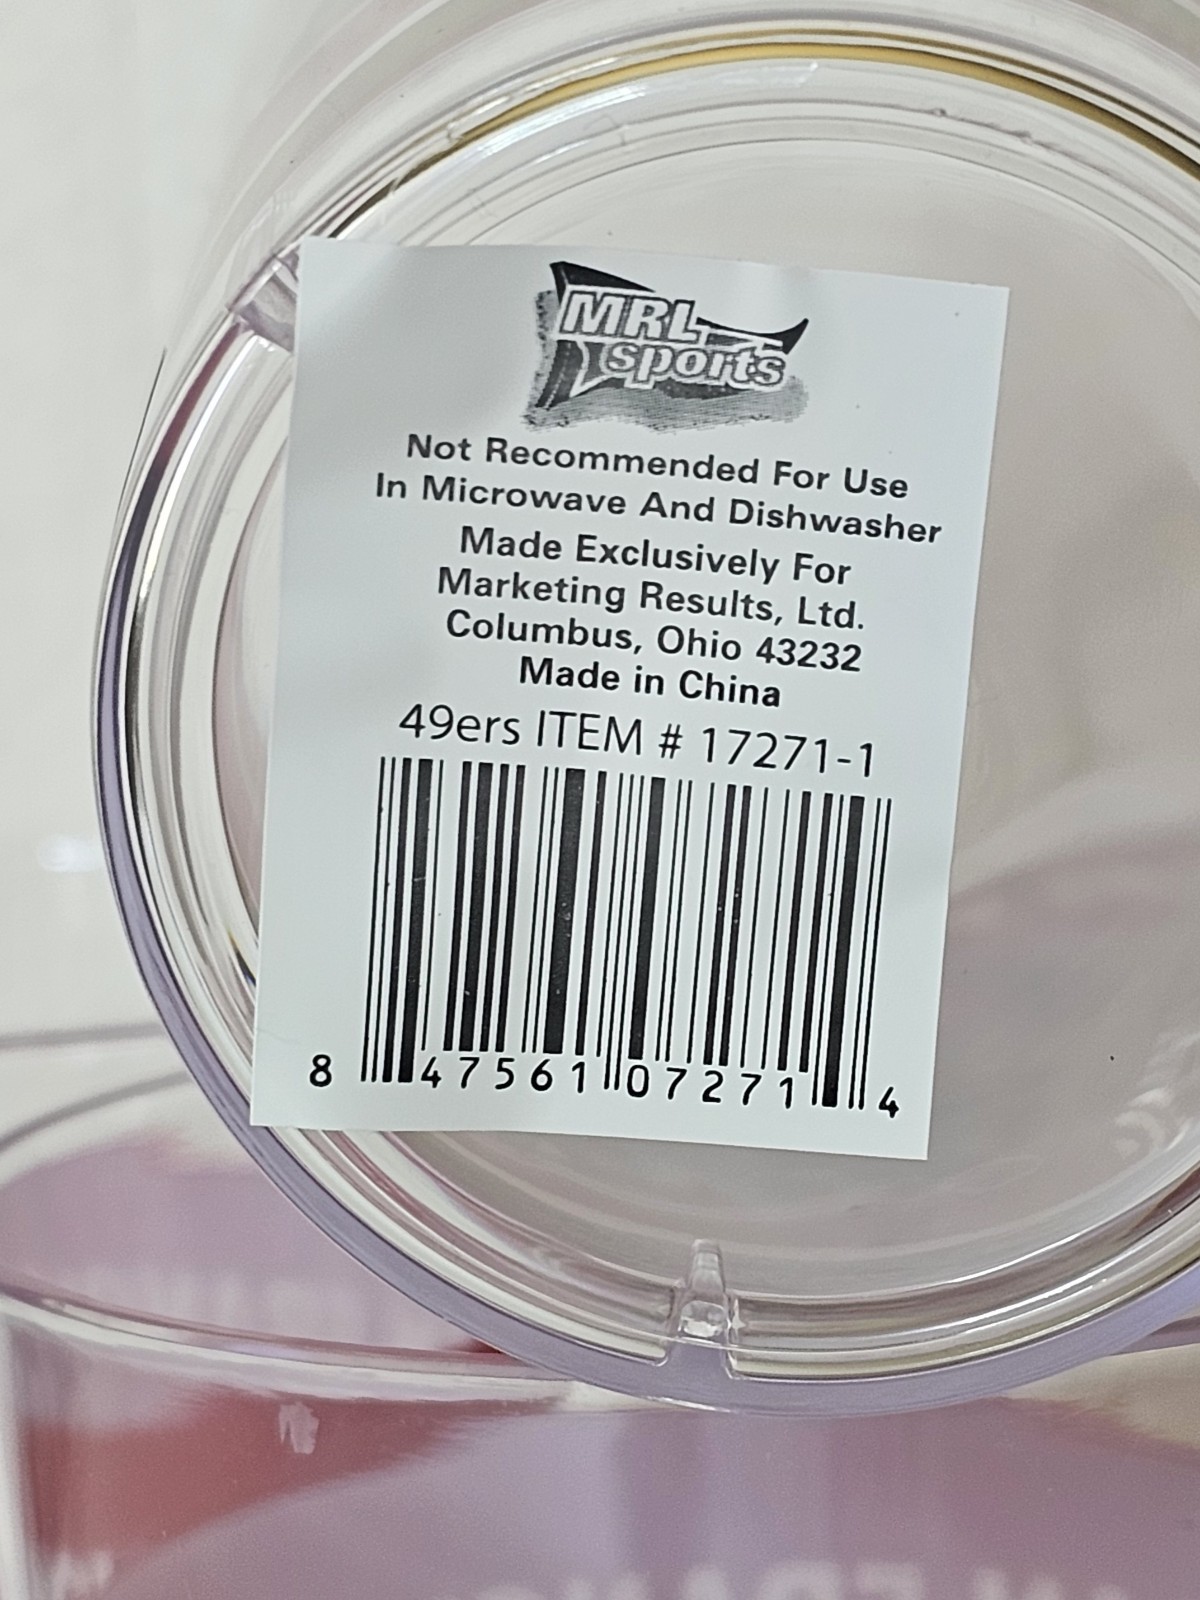 MRL
sports
Not Recommended For Use
In Microwave And Dishwasher
Made Exclusively For
Marketing Results, Ltd.
Columbus, Ohio 43232
Made in China
49ers ITEM # 17271-1
8 47561 07271 4